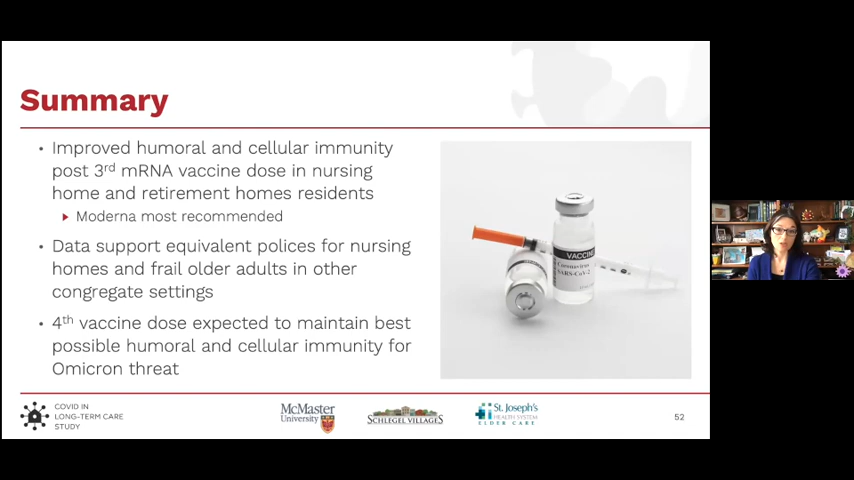 Summary
• Improved humoral and cellular immunity
post 3rd mRNA vaccine dose in nursing
home and retirement homes residents
Moderna most recommended
• Data support equivalent polices for nursing
homes and frail older adults in other
congregate settings
• 4th vaccine dose expected to maintain best
possible humoral and cellular immunity for
Omicron threat
VACCINE
Coronavirus
SARS-CoV-2
COVID IN
LONG-TERM CARE
STUDY
McMaster
University
SCHLEGEL VILLAGES
St. Joseph's
HEALTH SYSTEM
ELDER CARE
52